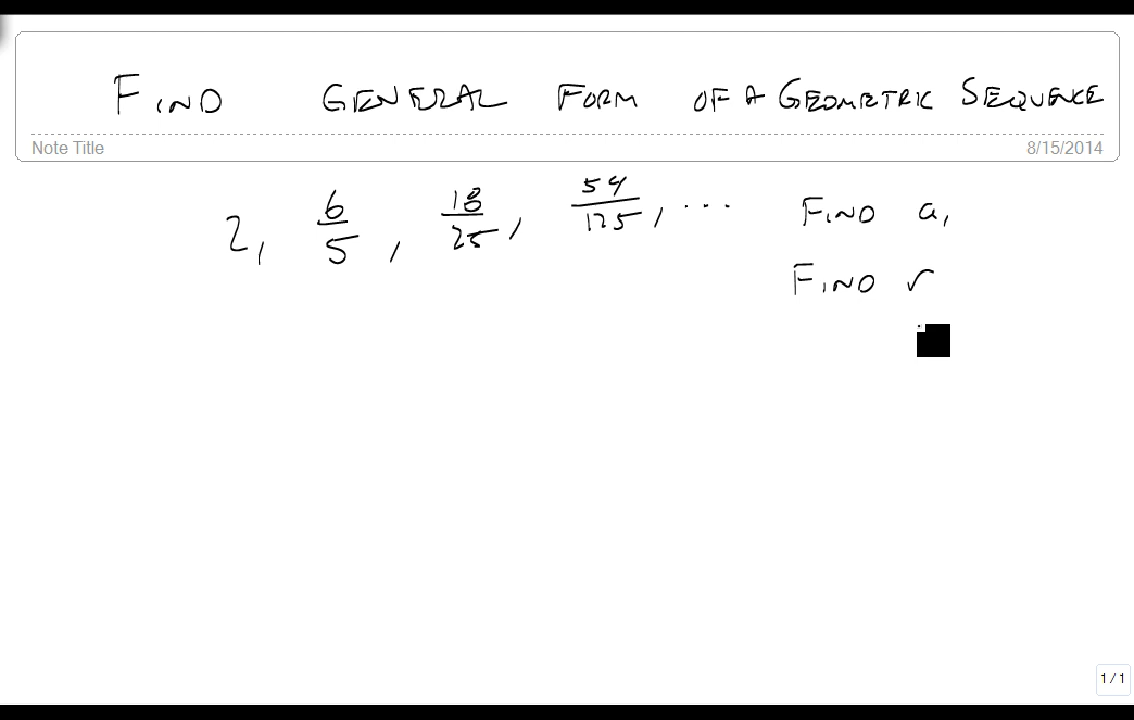 FIND GENERAL FORM OF A GEOMETRIC SEQUENCE
Note Title 8/15/2014
2, 6/5, 18/25, 54/125, ... FIND a₁
FIND r
1/1